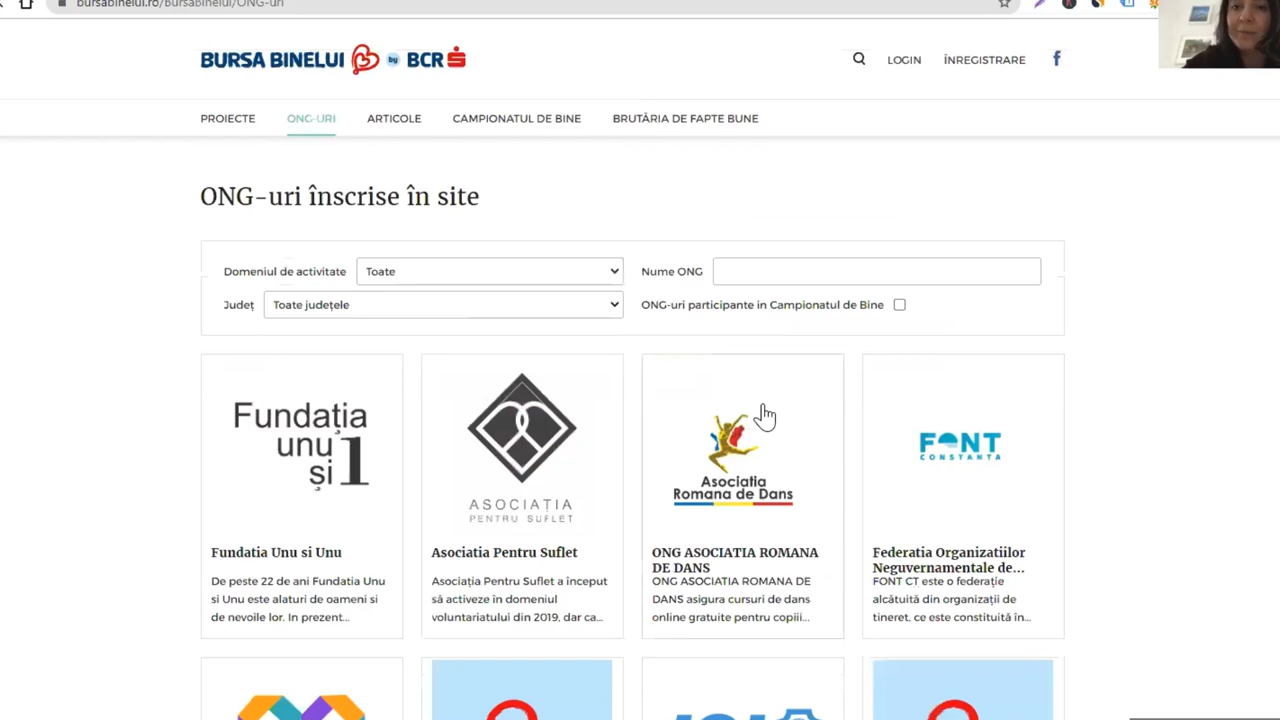 bursabinelui.ro/BursaBinelui/ONG-uri
BURSA BINELUI by BCR
LOGIN
ÎNREGISTRARE
PROIECTE
ONG-URI
ARTICOLE
CAMPIONATUL DE BINE
BRUTĂRIA DE FAPTE BUNE
ONG-uri înscrise în site
Domeniul de activitate
Toate
Nume ONG
Județ
Toate județele
ONG-uri participante in Campionatul de Bine
Fundația
unu
și 1
Fundatia Unu si Unu
De peste 22 de ani Fundatia Unu
si Unu este alaturi de oameni si
de nevoile lor. In prezent...
ASOCIAȚIA
PENTRU SUFLET
Asociatia Pentru Suflet
Asociația Pentru Suflet a început
să activeze în domeniul
voluntariatului din 2019, dar ca...
Asociatia
Romana de Dans
ONG ASOCIATIA ROMANA
DE DANS
ONG ASOCIATIA ROMANA DE
DANS asigura cursuri de dans
online gratuite pentru copiii...
FONT
CONSTANTA
Federatia Organizatiilor
Neguvernamentale de...
FONT CT este o federație
alcătuită din organizații de
tineret, ce este constituită în...